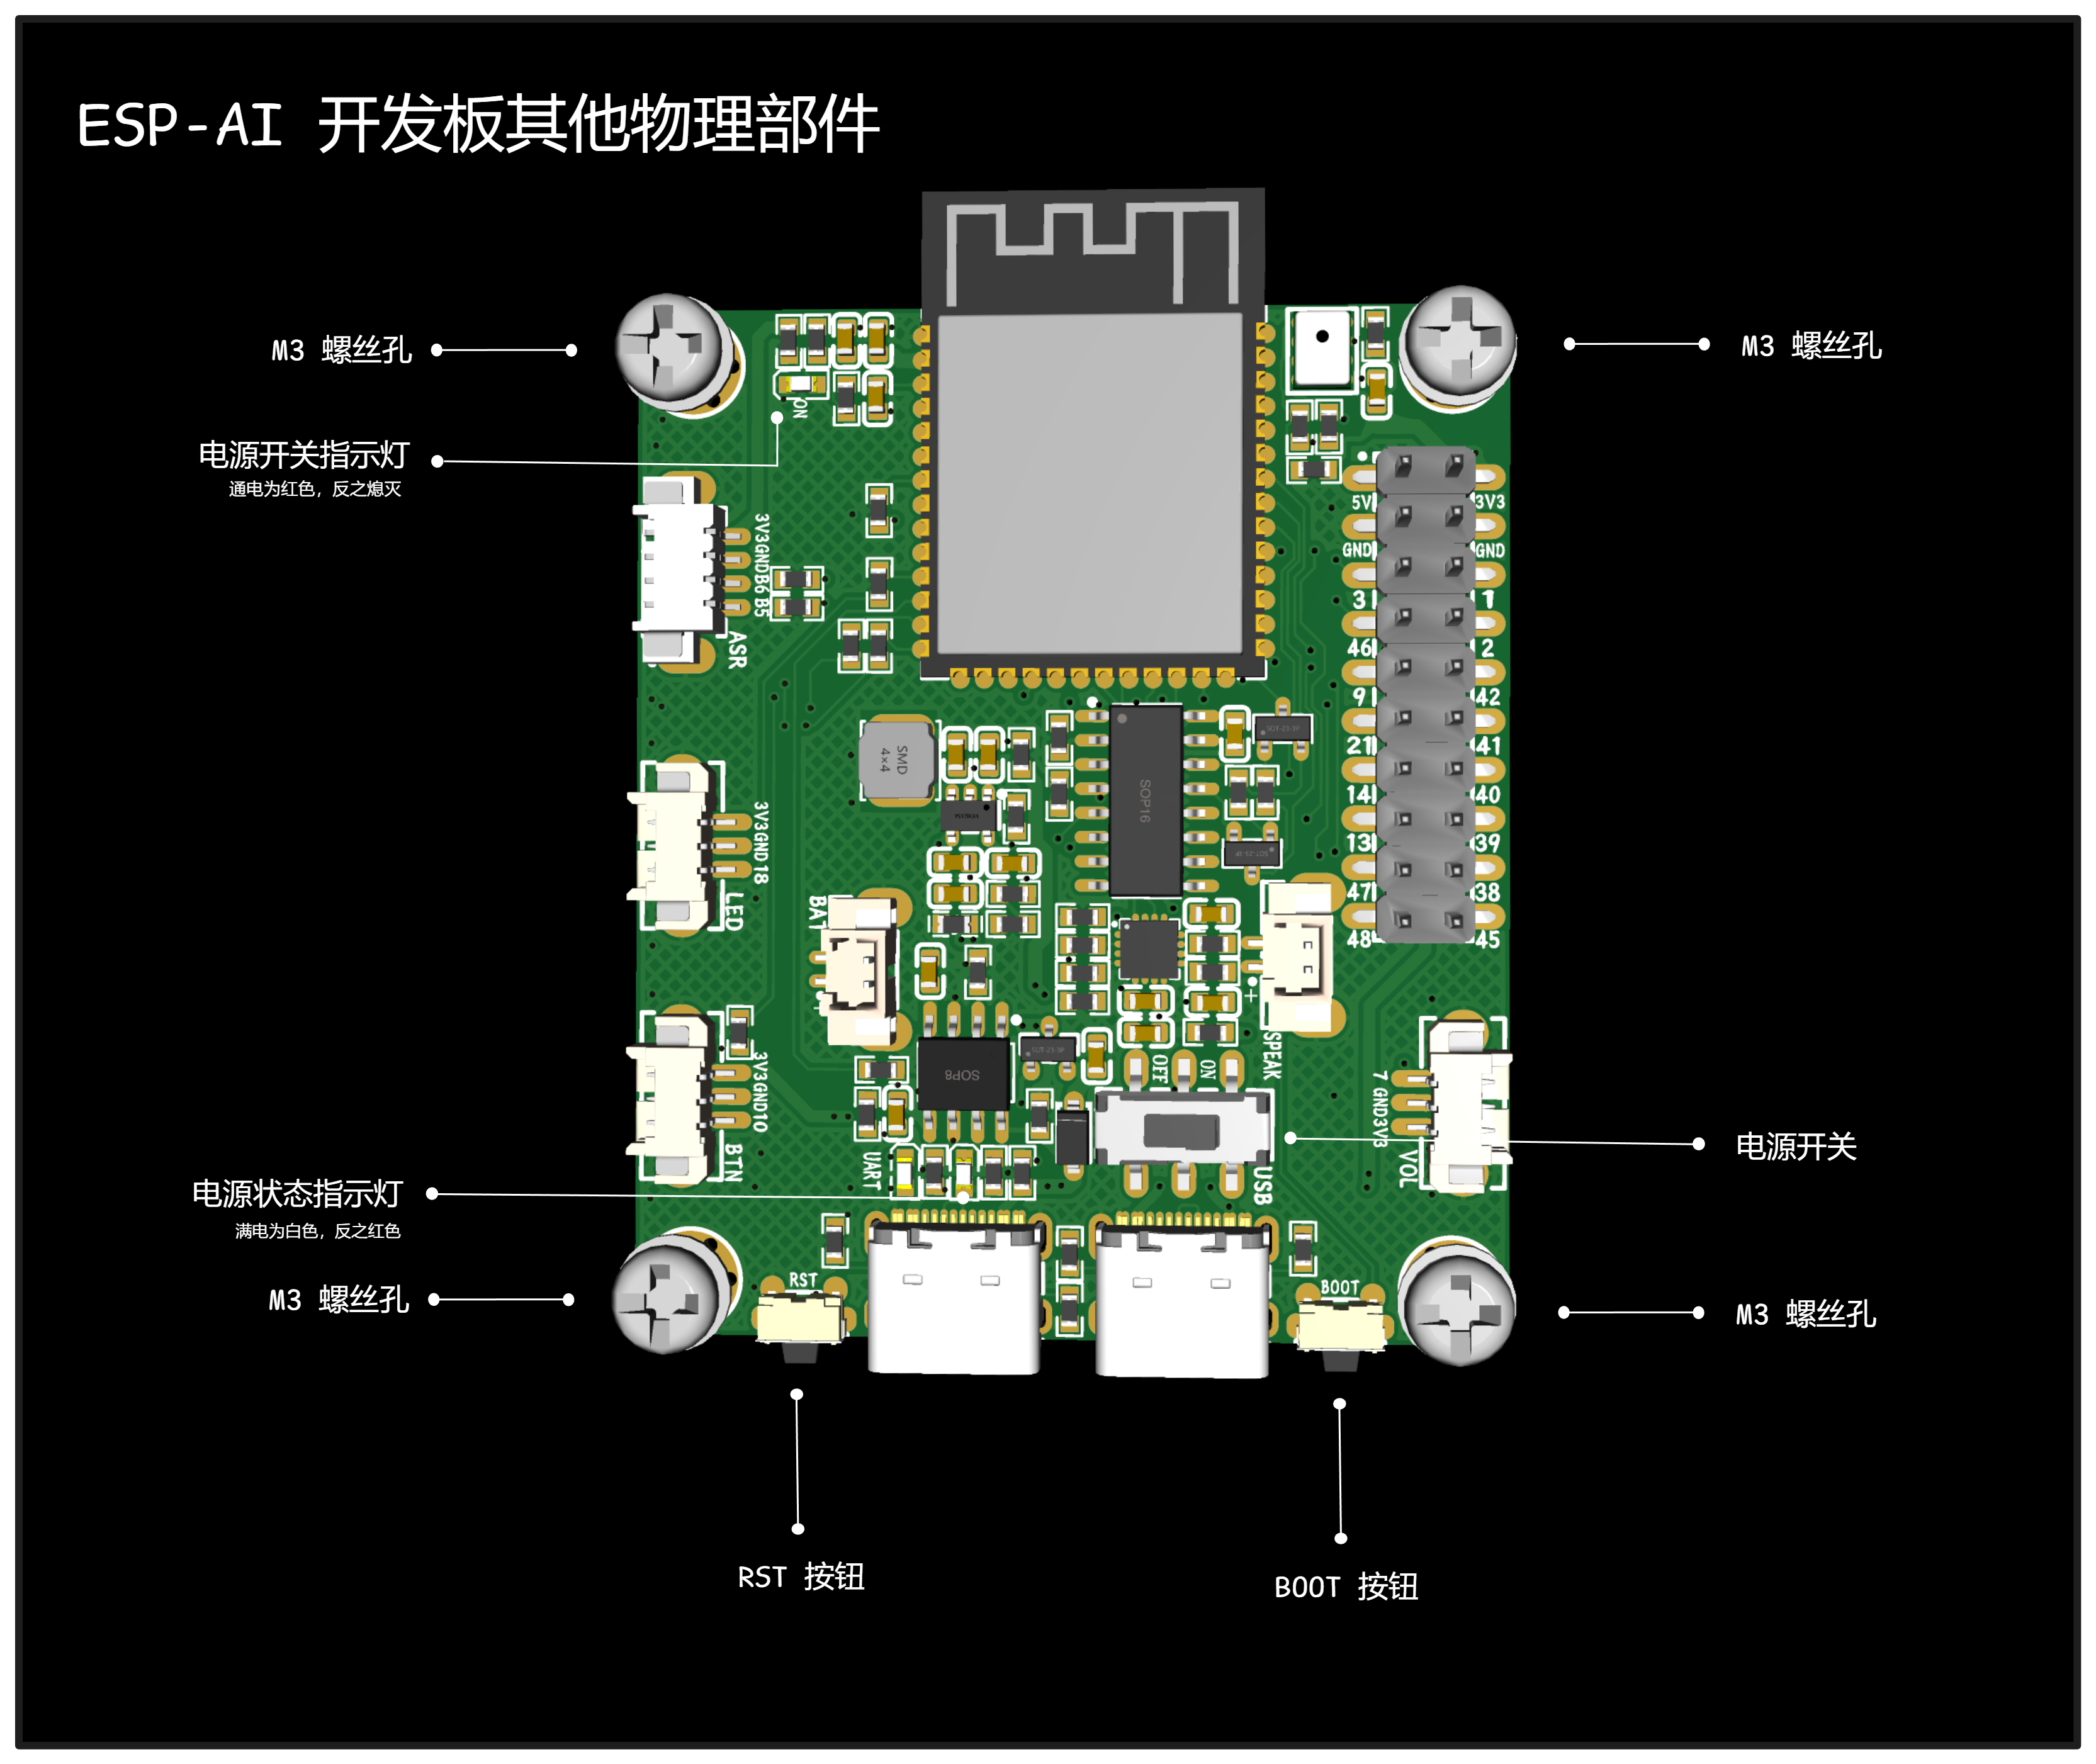 ESP-AI 开发板其他物理部件
M3 螺丝孔
M3 螺丝孔
电源开关指示灯
通电为红色，反之熄灭
ON
5V 3V3
GND GND
3 1
46 2
9 42
21 41
14 40
13 39
47 38
48 45
3V3GNDB6 B5
ASR
SMD
4×4
SOP16
3V3GND18
LED
BAT
SPEAK
+
+
SOP8
OFF ON
3V3GND10
BTN
7 GND3V3
VOL
UART
USB
电源开关
电源状态指示灯
满电为白色，反之红色
RST
BOOT
M3 螺丝孔
M3 螺丝孔
RST 按钮
BOOT 按钮